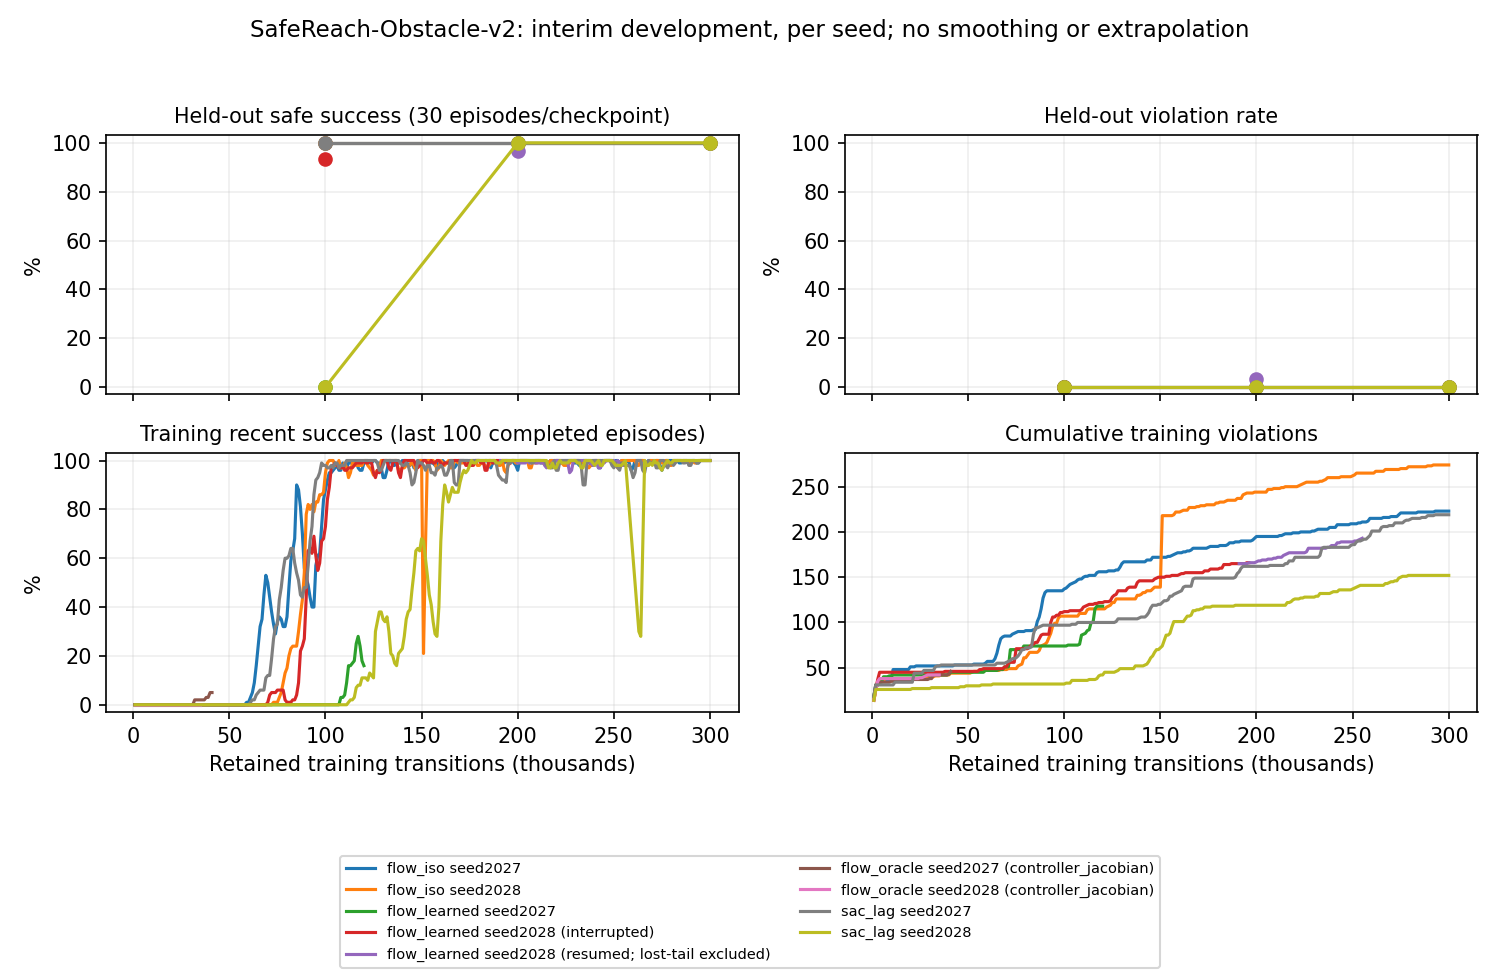 SafeReach-Obstacle-v2: interim development, per seed; no smoothing or extrapolation
Held-out safe success (30 episodes/checkpoint)
100
80
60
40
20
0
%
Held-out violation rate
100
80
60
40
20
0
%
Training recent success (last 100 completed episodes)
100
80
60
40
20
0
%
0 50 100 150 200 250 300
Retained training transitions (thousands)
Cumulative training violations
250
200
150
100
50
0 50 100 150 200 250 300
Retained training transitions (thousands)
flow_iso seed2027
flow_iso seed2028
flow_learned seed2027
flow_learned seed2028 (interrupted)
flow_learned seed2028 (resumed; lost-tail excluded)
flow_oracle seed2027 (controller_jacobian)
flow_oracle seed2028 (controller_jacobian)
sac_lag seed2027
sac_lag seed2028